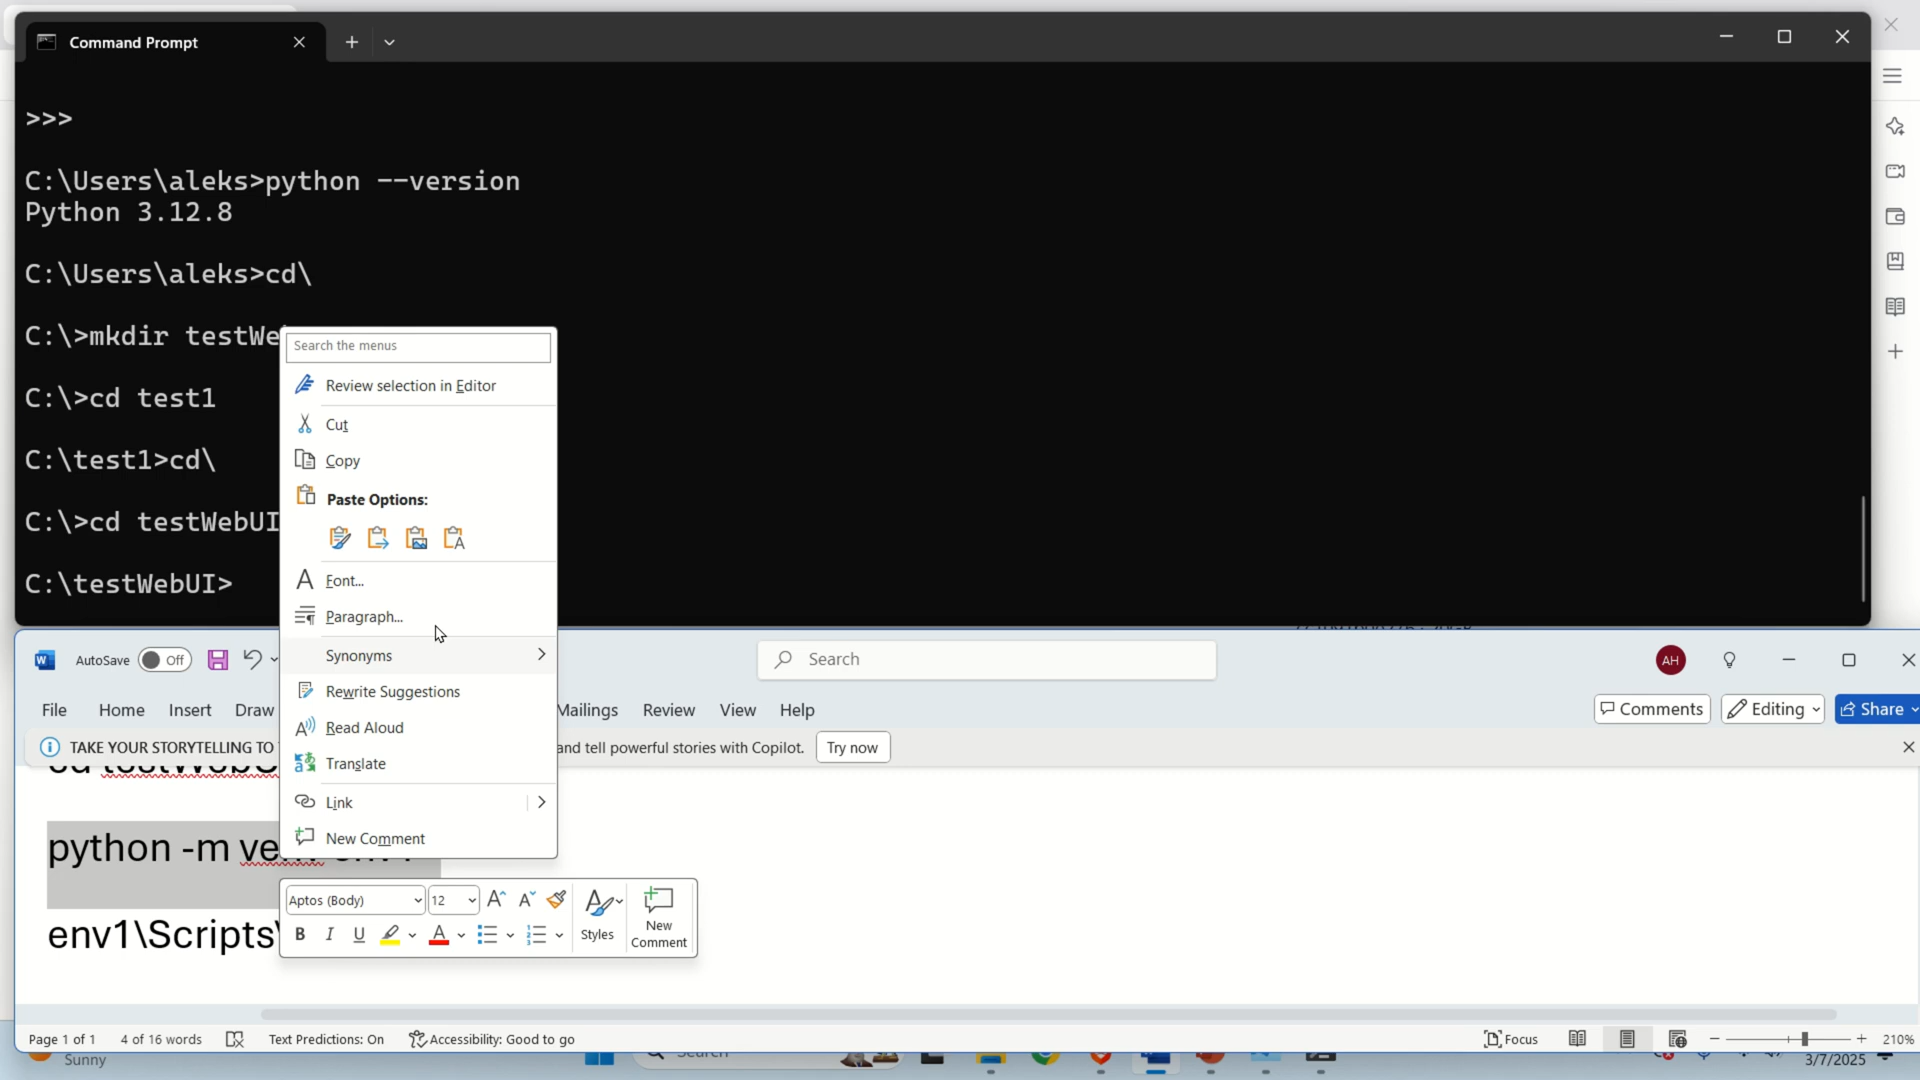 Command Prompt
>>>
C:\Users\aleks>python --version
Python 3.12.8
C:\Users\aleks>cd\
C:\>mkdir testWe
C:\>cd test1
C:\test1>cd\
C:\>cd testWebUI
C:\testWebUI>
Search the menus
Review selection in Editor
Cut
Copy
Paste Options:
Font...
Paragraph...
Synonyms
Rewrite Suggestions
Read Aloud
Translate
Link
New Comment
AutoSave Off
Search
AH
File Home Insert Draw Mailings Review View Help
Comments Editing Share
TAKE YOUR STORYTELLING TO and tell powerful stories with Copilot. Try now
python -m venv env1
Aptos (Body) 12
B I U Styles New Comment
env1\Scripts\
Page 1 of 1 4 of 16 words Text Predictions: On Accessibility: Good to go Focus 210%
Sunny Search 3/7/2025